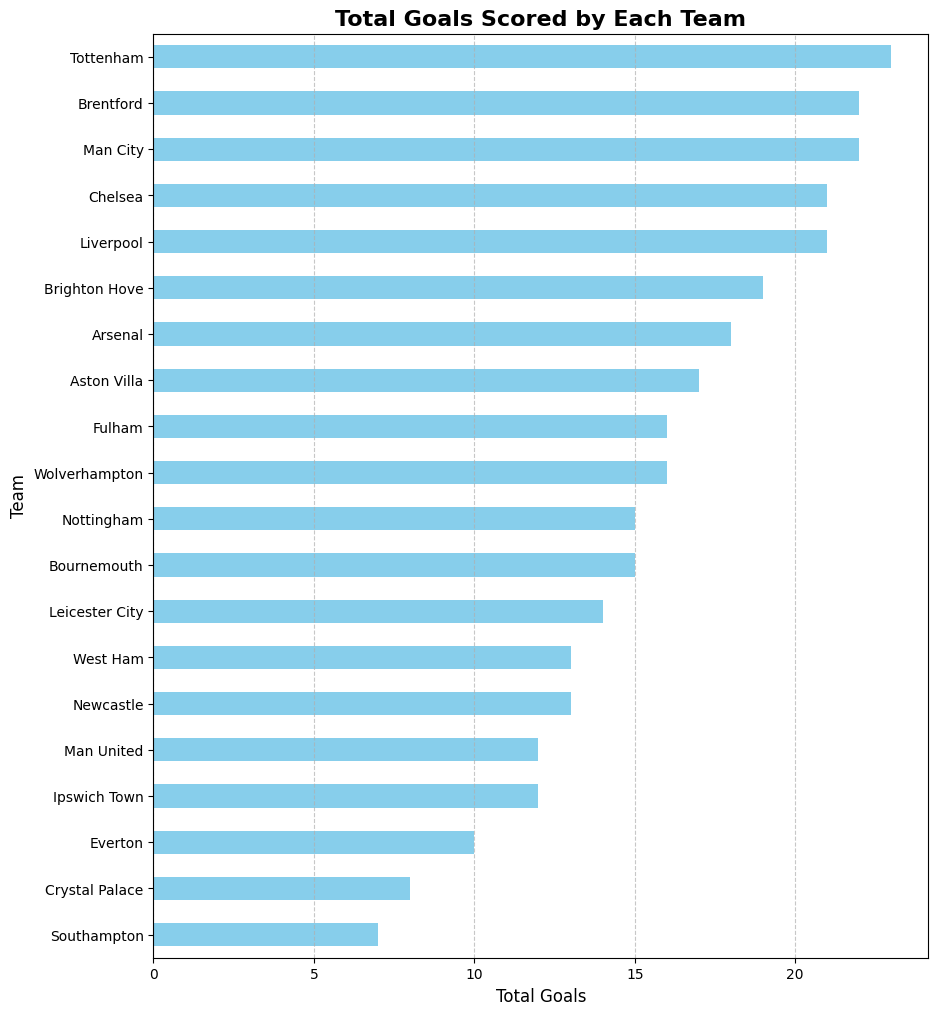 Total Goals Scored by Each Team
Team
Tottenham
Brentford
Man City
Chelsea
Liverpool
Brighton Hove
Arsenal
Aston Villa
Fulham
Wolverhampton
Nottingham
Bournemouth
Leicester City
West Ham
Newcastle
Man United
Ipswich Town
Everton
Crystal Palace
Southampton
0 5 10 15 20
Total Goals